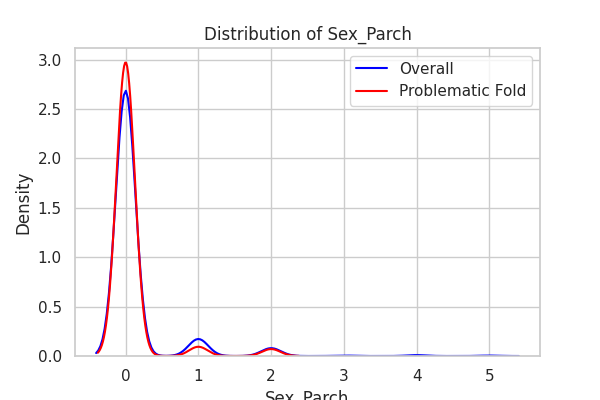 Distribution of Sex_Parch
Overall
Problematic Fold
Density
3.0
2.5
2.0
1.5
1.0
0.5
0.0
0 1 2 3 4 5
Sex_Parch